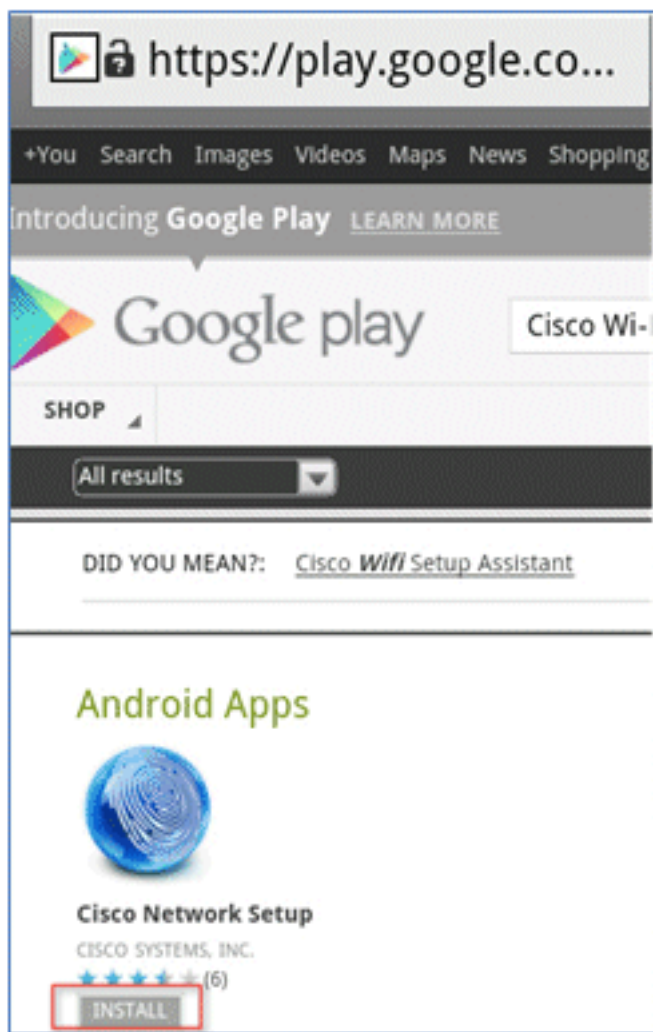 https://play.google.co...
+You Search Images Videos Maps News Shopping
Introducing Google Play LEARN MORE
Google play
Cisco Wi-
SHOP
All results
DID YOU MEAN?: Cisco Wifi Setup Assistant
Android Apps
Cisco Network Setup
CISCO SYSTEMS, INC.
(6)
INSTALL